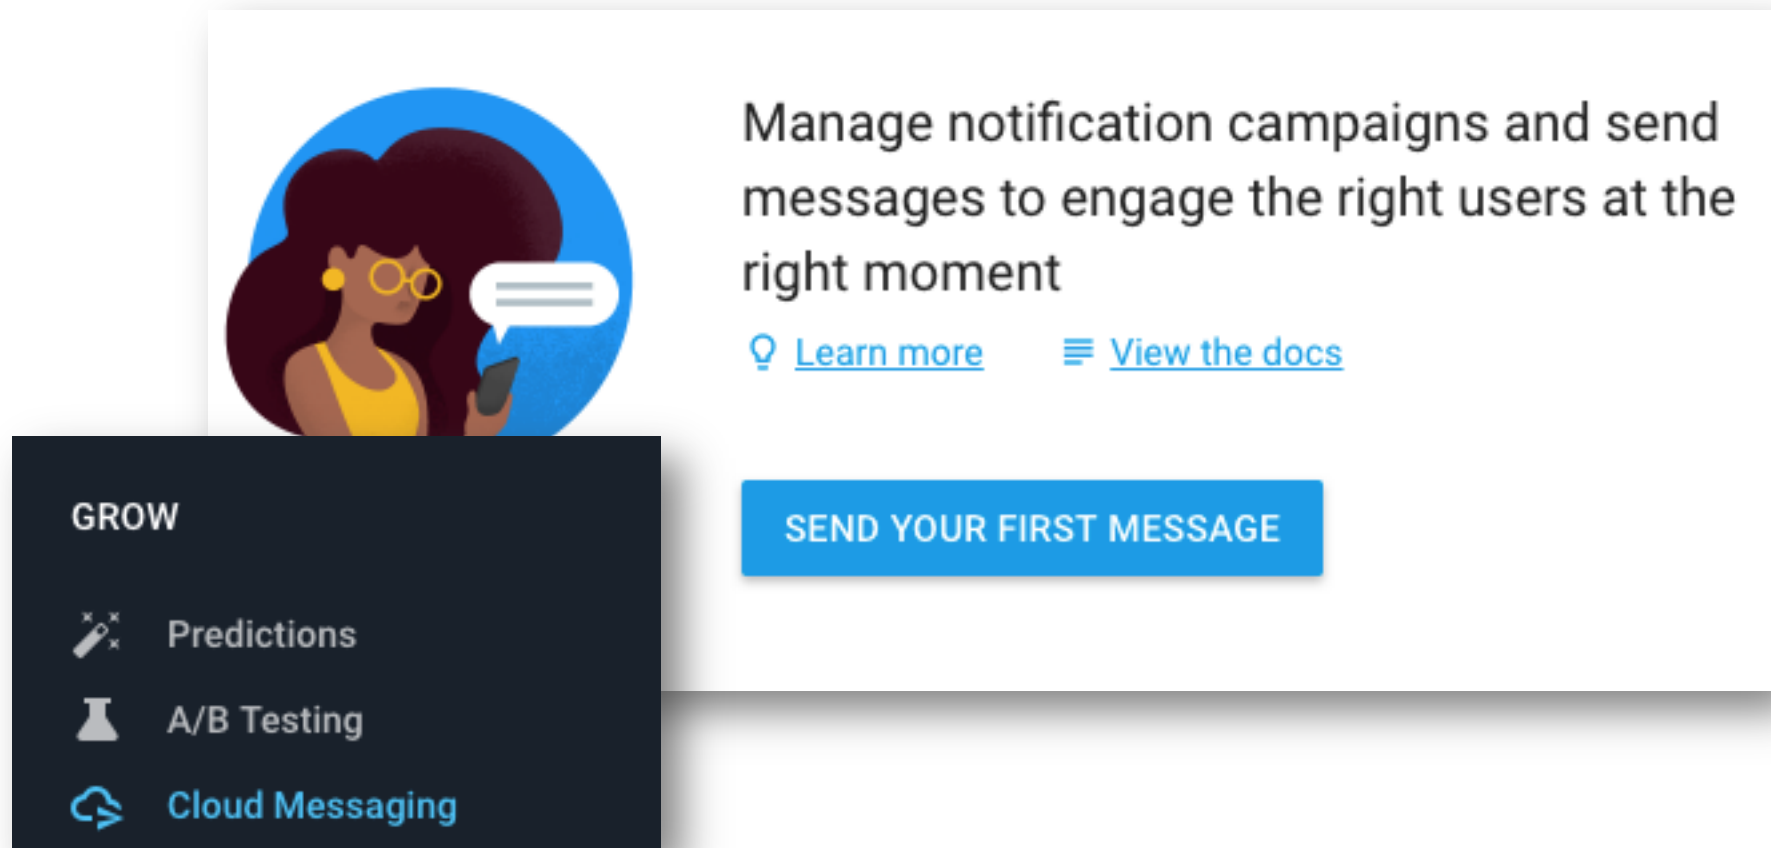 Manage notification campaigns and send
messages to engage the right users at the
right moment
Learn more
View the docs
SEND YOUR FIRST MESSAGE
GROW
Predictions
A/B Testing
Cloud Messaging